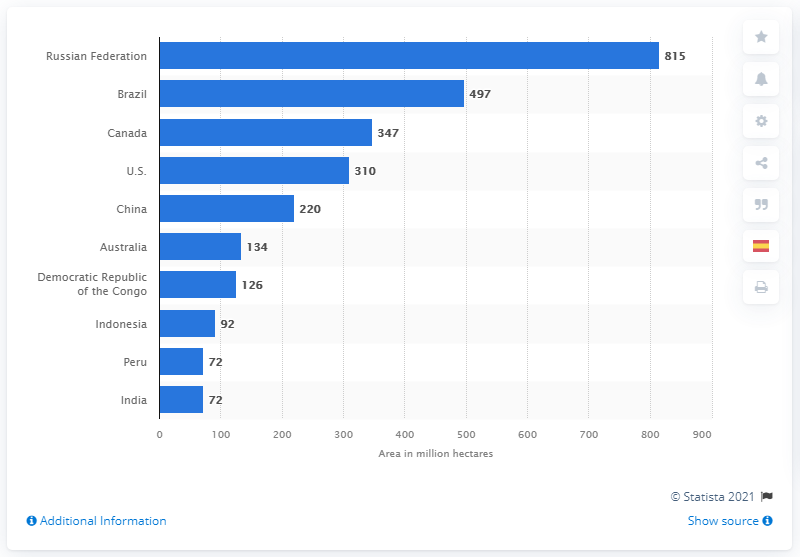 Russian Federation 815
Brazil 497
Canada 347
U.S. 310
China 220
Australia 134
Democratic Republic
of the Congo 126
Indonesia 92
Peru 72
India 72
0 100 200 300 400 500 600 700 800 900
Area in million hectares
© Statista 2021
Additional Information Show source